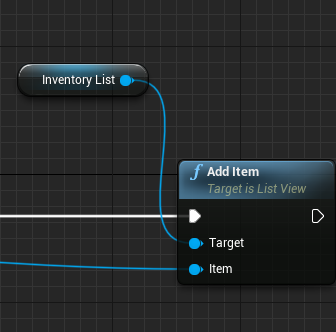 Inventory List
Add Item
Target is List View
Target
Item